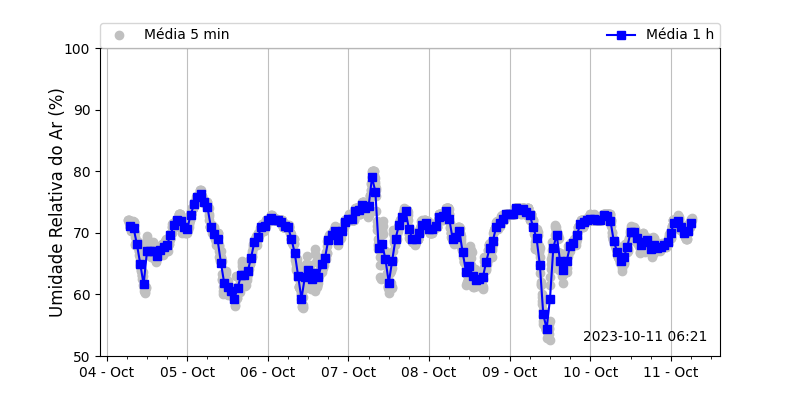 Média 5 min Média 1 h
Umidade Relativa do Ar (%)
100
90
80
70
60
50
2023-10-11 06:21
04 - Oct 05 - Oct 06 - Oct 07 - Oct 08 - Oct 09 - Oct 10 - Oct 11 - Oct